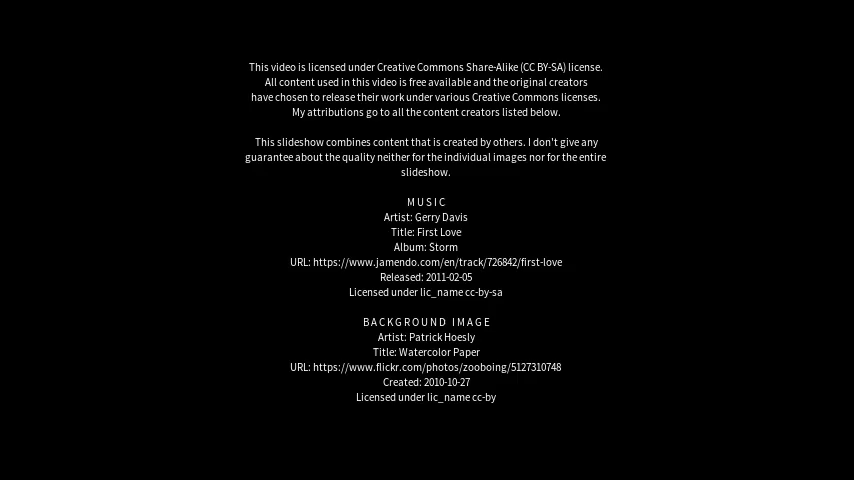 This video is licensed under Creative Commons Share-Alike (CC BY-SA) license.
All content used in this video is free available and the original creators
have chosen to release their work under various Creative Commons licenses.
My attributions go to all the content creators listed below.
This slideshow combines content that is created by others. I don't give any
guarantee about the quality neither for the individual images nor for the entire
slideshow.
MUSIC
Artist: Gerry Davis
Title: First Love
Album: Storm
URL: https://www.jamendo.com/en/track/726842/first-love
Released: 2011-02-05
Licensed under lic_name cc-by-sa
BACKGROUND IMAGE
Artist: Patrick Hoesly
Title: Watercolor Paper
URL: https://www.flickr.com/photos/zooboing/5127310748
Created: 2010-10-27
Licensed under lic_name cc-by